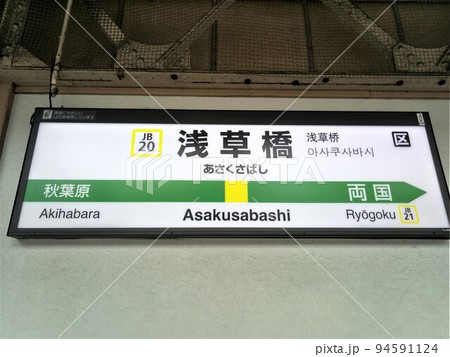 JB
20
浅草橋
あさくさばし
浅草桥
아사쿠사바시
区
秋葉原
Akihabara
Asakusabashi
両国
Ryōgoku
JB
21
PIXTA
pixta.jp - 94591124